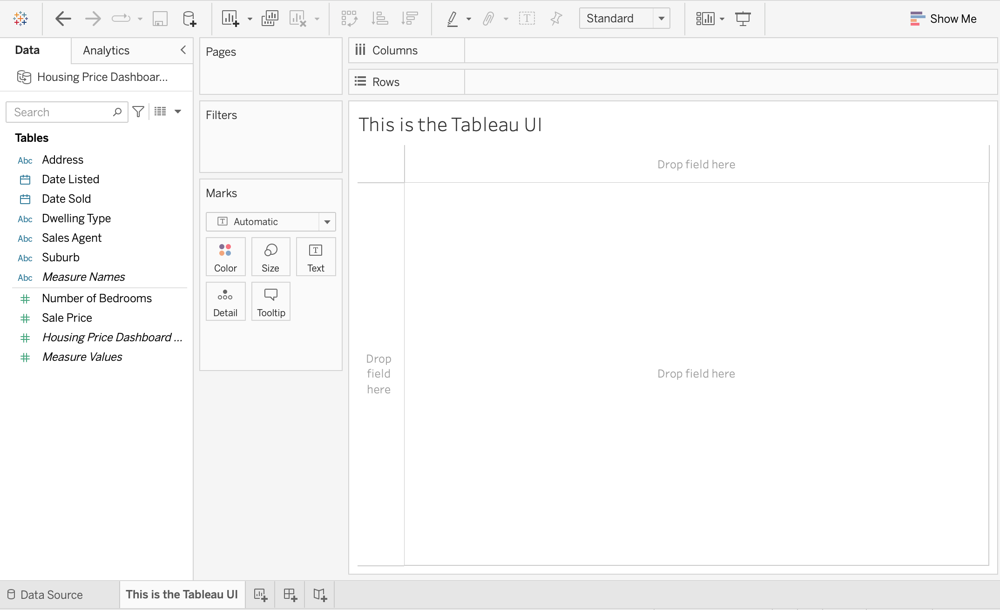 Standard
Show Me
Data
Analytics
Housing Price Dashboar...
Search
Tables
Abc Address
Date Listed
Date Sold
Abc Dwelling Type
Abc Sales Agent
Abc Suburb
Abc Measure Names
Number of Bedrooms
Sale Price
Housing Price Dashboard ...
Measure Values
Pages
Filters
Marks
T Automatic
Color
Size
T
Text
Detail
Tooltip
Columns
Rows
This is the Tableau UI
Drop field here
Drop
field
here
Drop field here
Data Source
This is the Tableau UI